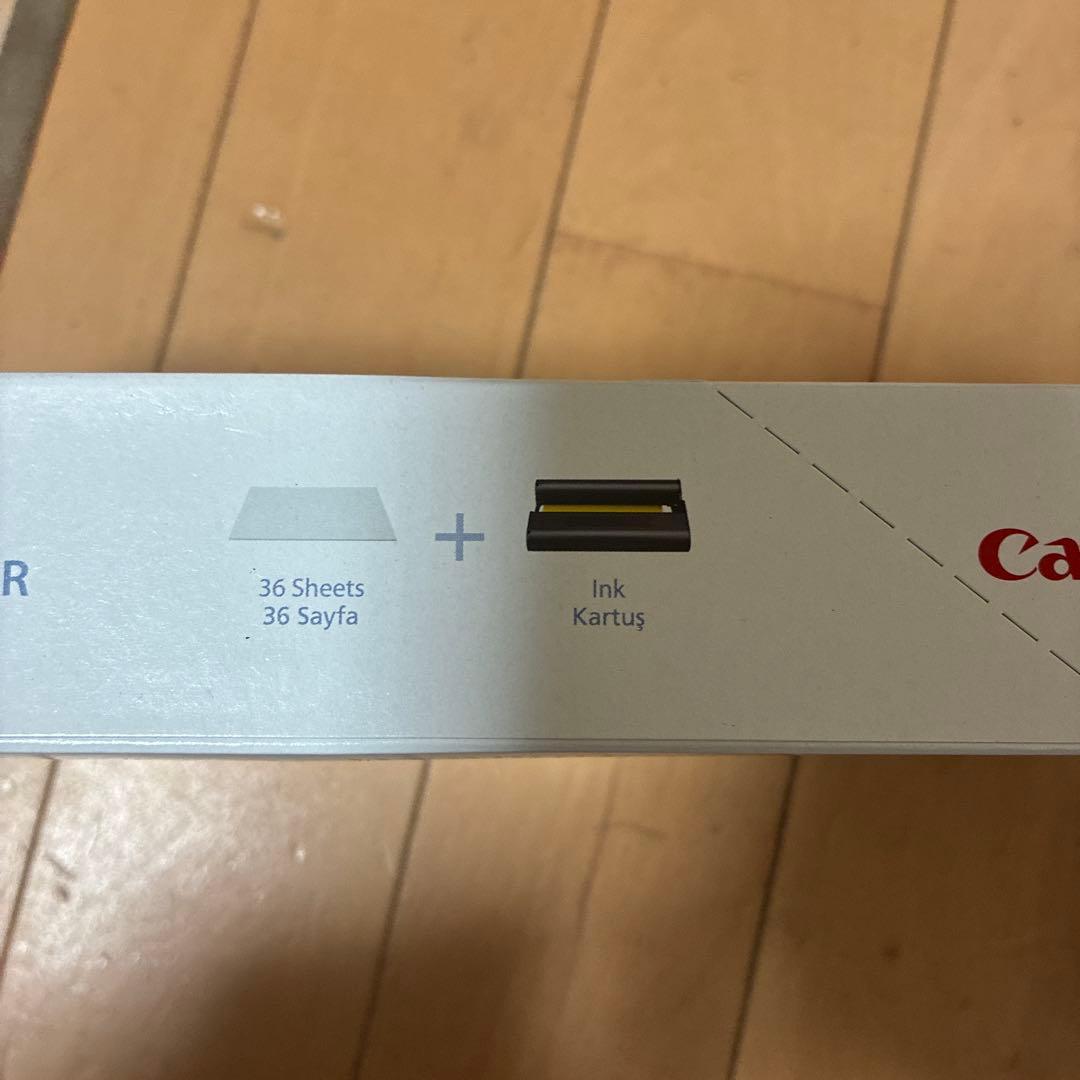 R
36 Sheets
36 Sayfa
+
Ink
Kartuş
Ca